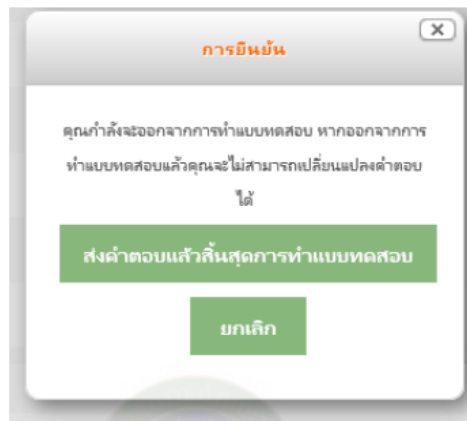 การยืนยัน
คุณกำลังจะออกจากการทำแบบทดสอบ หากออกจากการ
ทำแบบทดสอบแล้วคุณจะไม่สามารถเปลี่ยนแปลงคำตอบ
ได้
ส่งคำตอบแล้วสิ้นสุดการทำแบบทดสอบ
ยกเลิก